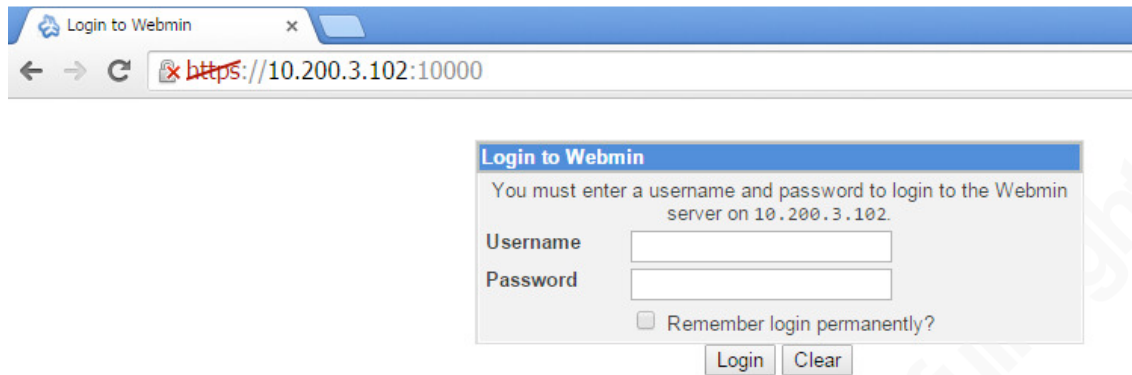 Login to Webmin
https://10.200.3.102:10000
Login to Webmin
You must enter a username and password to login to the Webmin
server on 10.200.3.102.
Username
Password
Remember login permanently?
Login Clear